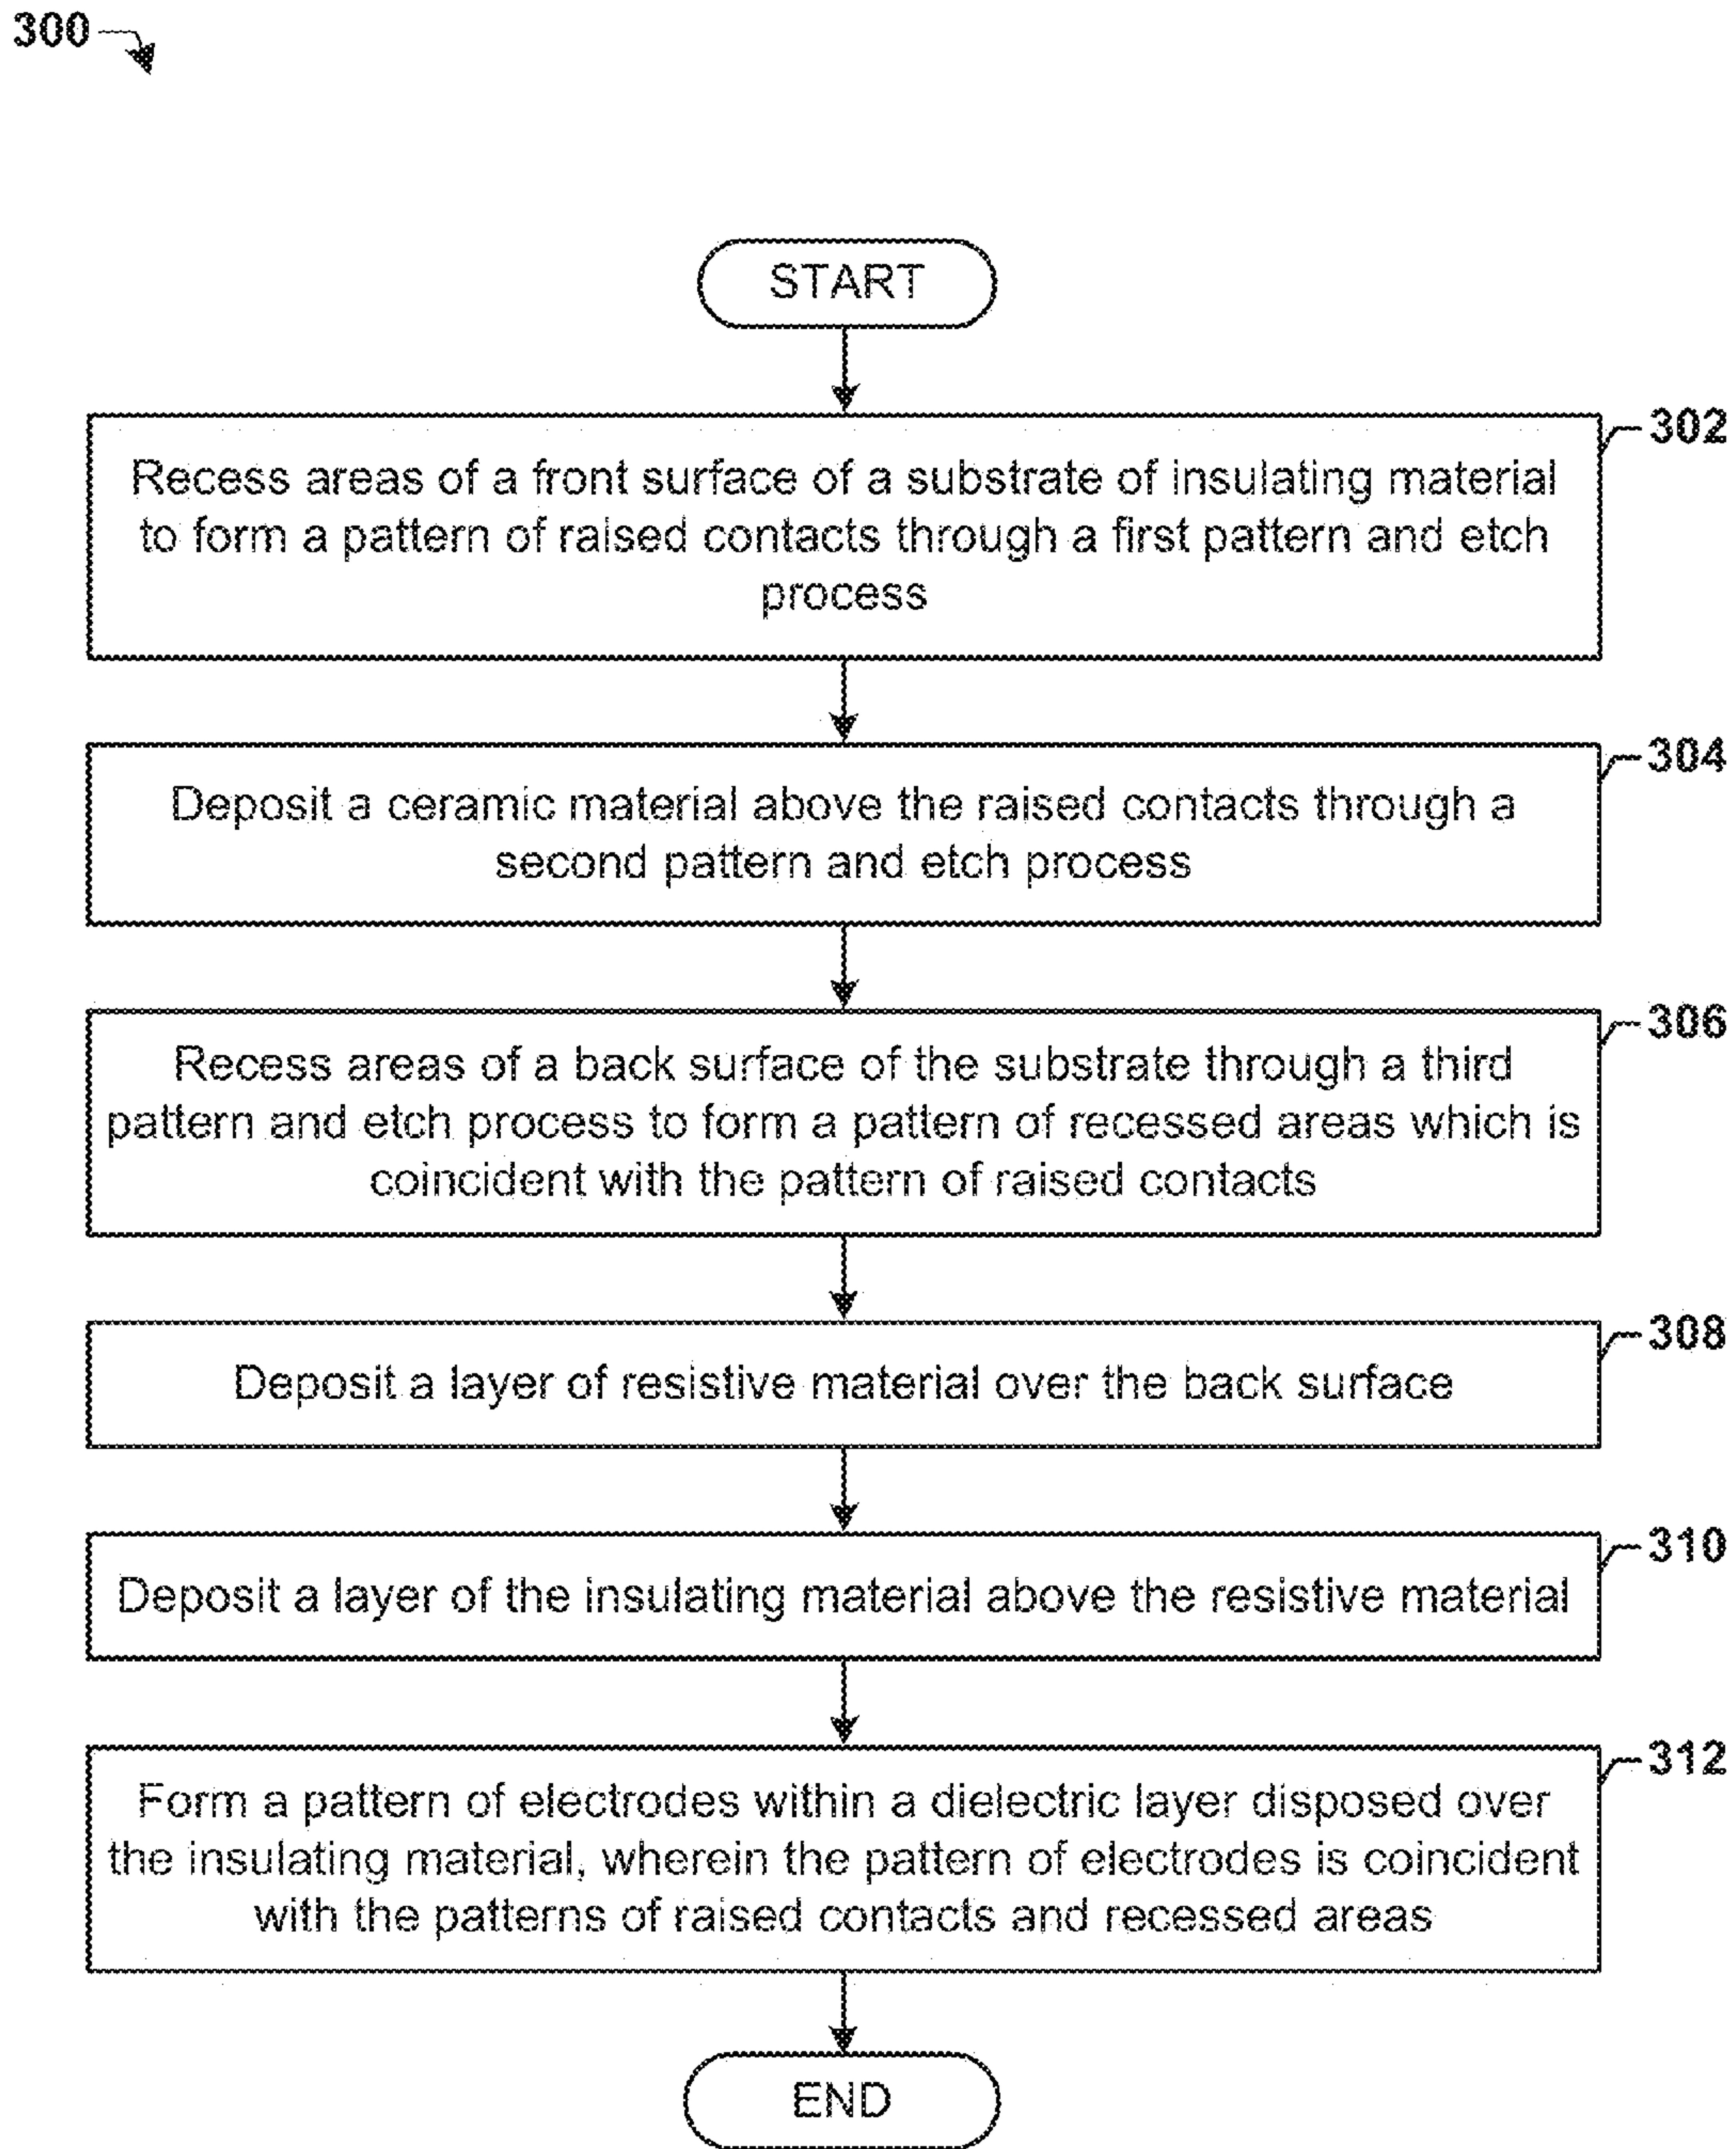 300
START
302
Recess areas of a front surface of a substrate of insulating material
to form a pattern of raised contacts through a first pattern and etch
process
304
Deposit a ceramic material above the raised contacts through a
second pattern and etch process
306
Recess areas of a back surface of the substrate through a third
pattern and etch process to form a pattern of recessed areas which is
coincident with the pattern of raised contacts
308
Deposit a layer of resistive material over the back surface
310
Deposit a layer of the insulating material above the resistive material
312
Form a pattern of electrodes within a dielectric layer disposed over
the insulating material, wherein the pattern of electrodes is coincident
with the patterns of raised contacts and recessed areas
END